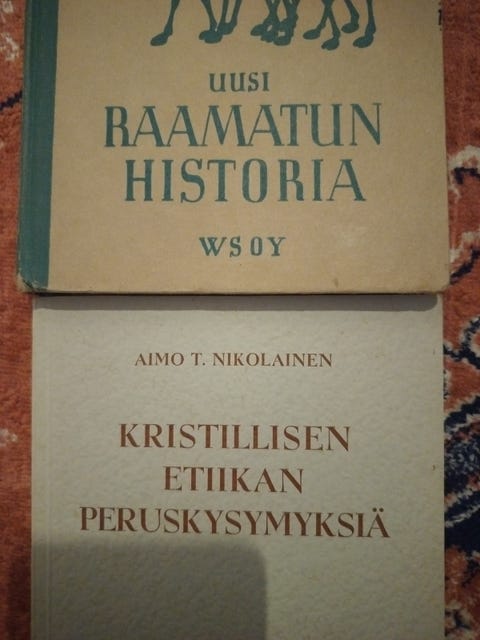 UUSI
RAAMATUN
HISTORIA
WSOY
AIMO T. NIKOLAINEN
KRISTILLISEN
ETIIKAN
PERUSKYSYMYKSIÄ